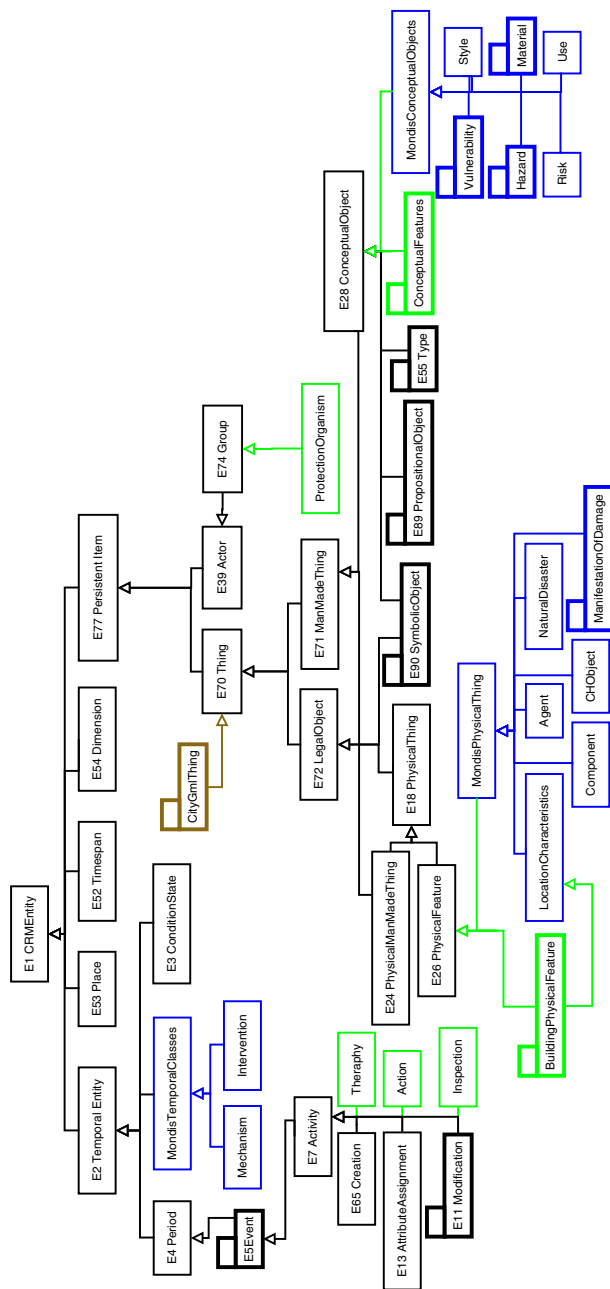 E1 CRMEntity
E2 Temporal Entity
E53 Place
E52 Timespan
E54 Dimension
E77 Persistent Item
E4 Period
MondisTemporalClasses
E3 ConditionState
CityGmlThing
E70 Thing
E39 Actor
E74 Group
E5Event
Mechanism
Intervention
E72 LegalObject
E71 ManMadeThing
ProtectionOrganism
E7 Activity
E28 ConceptualObject
E65 Creation
Theraphy
E24 PhysicalManMadeThing
E18 PhysicalThing
E90 SymbolicObject
E89 PropositionalObject
E55 Type
ConceptualFeatures
MondisConceptualObjects
E13 AttributeAssignment
Action
E26 PhysicalFeature
E11 Modification
Inspection
MondisPhysicalThing
Vulnerability
Style
BuildingPhysicalFeature
LocationCharacteristics
Agent
NaturalDisaster
Hazard
Material
Component
CHObject
ManifestationOfDamage
Risk
Use